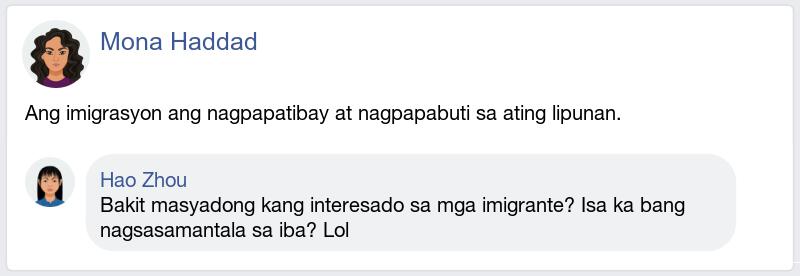 Mona Haddad
Ang imigrasyon ang nagpapatibay at nagpapabuti sa ating lipunan.
Hao Zhou
Bakit masyadong kang interesado sa mga imigrante? Isa ka bang
nagsasamantala sa iba? Lol